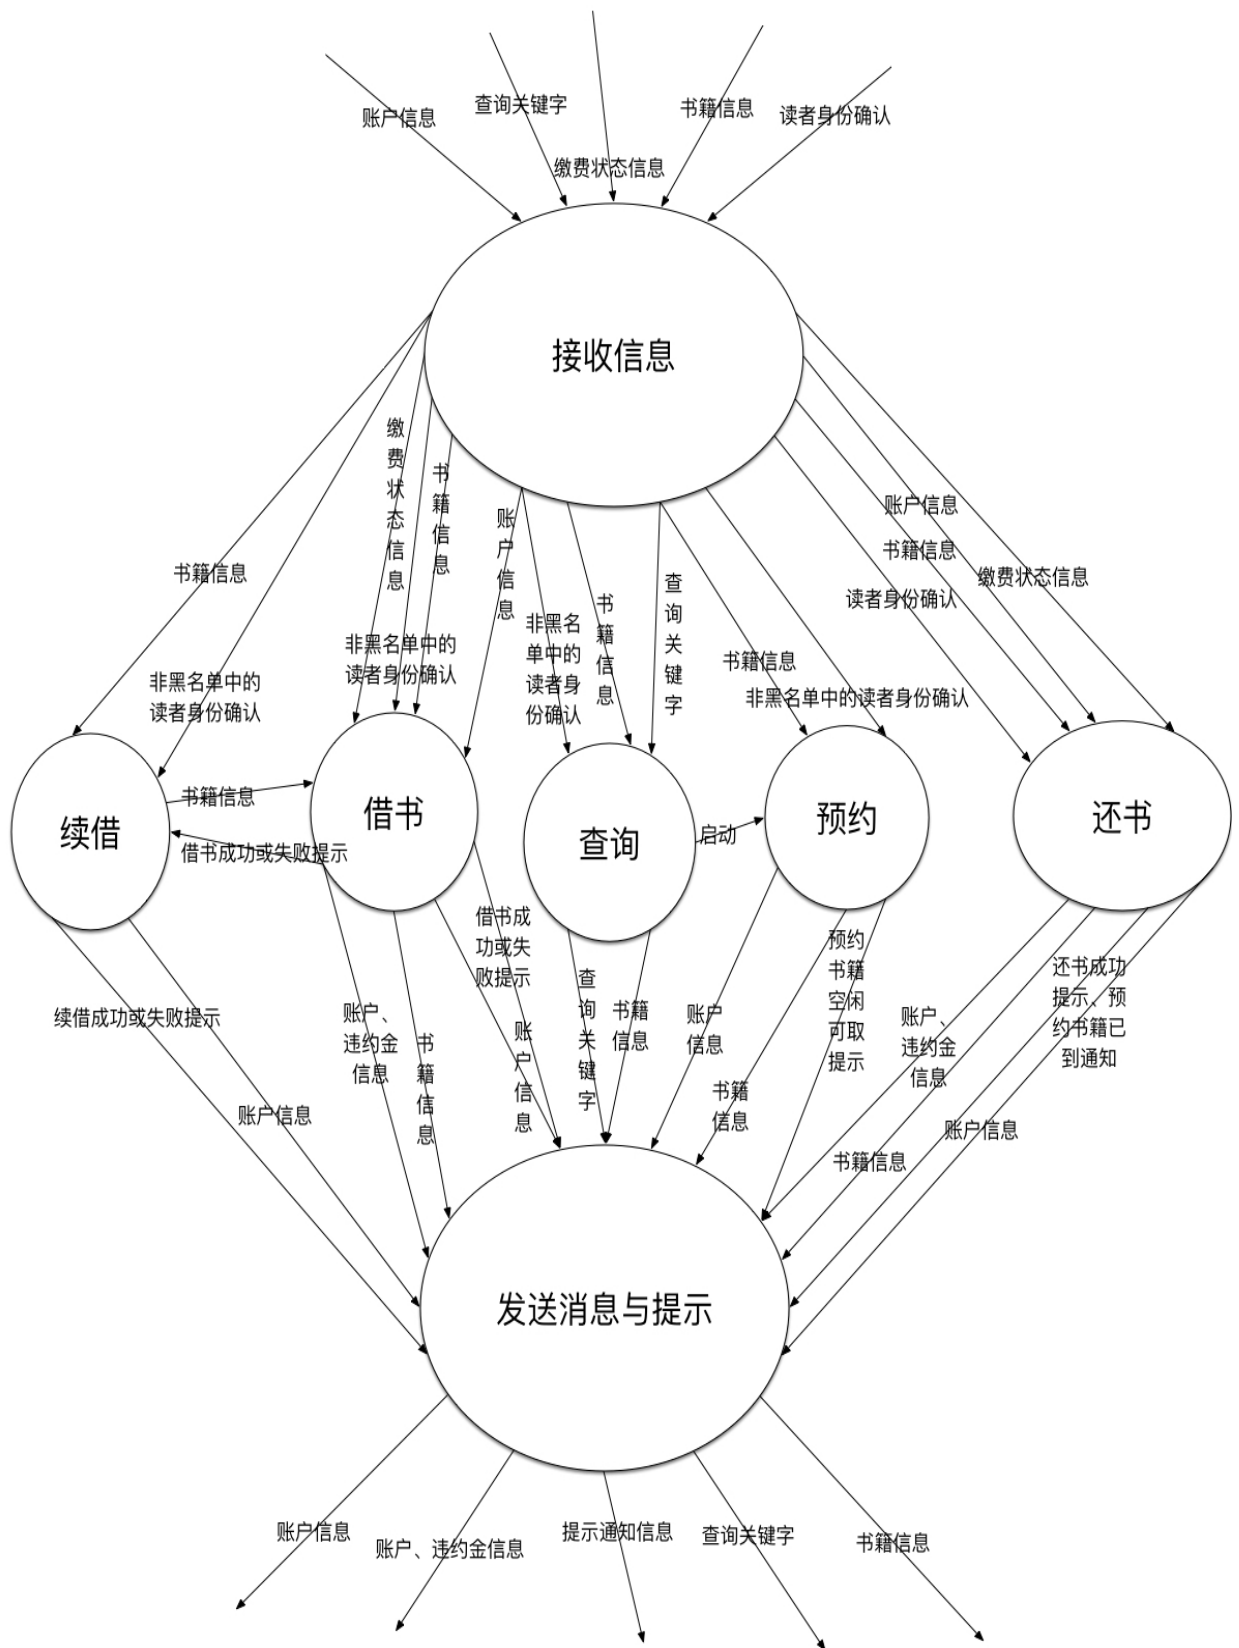 账户信息
查询关键字
缴费状态信息
书籍信息
读者身份确认
接收信息
书籍信息
非黑名单中的
读者身份确认
缴费状态信息
非黑名单中的
读者身份确认
书籍信息
账户信息
非黑名
单中的
读者身
份确认
书籍信息
查询关键字
书籍信息
非黑名单中的读者身份确认
读者身份确认
书籍信息
账户信息
缴费状态信息
续借
书籍信息
借书成功或失败提示
借书
查询
启动
预约
还书
续借成功或失败提示
账户信息
账户、
违约金
信息
书籍信息
借书成
功或失
败提示
账户信息
查询关键字
书籍
信息
账户
信息
书籍
信息
预约
书籍
空闲
可取
提示
账户、
违约金
信息
书籍信息
账户信息
还书成功
提示、预
约书籍已
到通知
发送消息与提示
账户信息
账户、违约金信息
提示通知信息
查询关键字
书籍信息